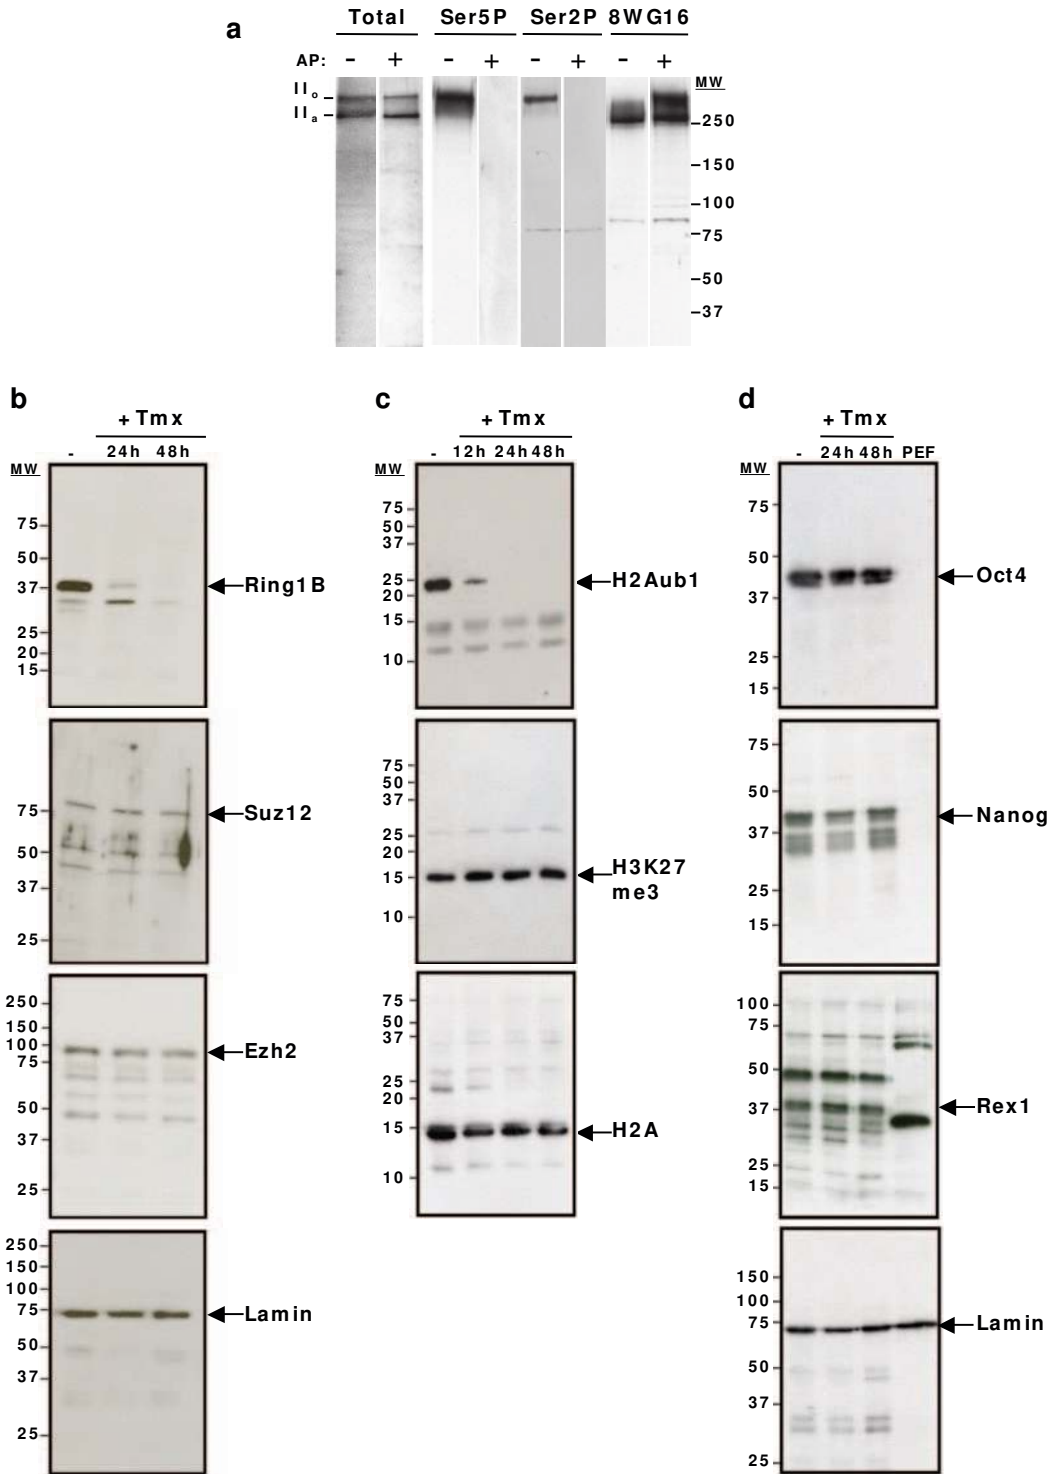 a
Total Ser5P Ser2P 8WG16
AP: - + - + - + - +
MW
IIo
IIa
250
150
100
75
50
37
b
+ Tmx
- 24h 48h
MW
75
50
37
25
20
15
Ring1B
75
50
37
25
Suz12
250
150
100
75
50
37
25
Ezh2
250
150
100
75
50
37
25
Lamin
c
+ Tmx
- 12h 24h 48h
MW
75
50
37
25
20
15
10
H2Aub1
75
50
37
25
20
15
10
H3K27
me3
75
50
37
25
20
15
10
H2A
d
+ Tmx
- 24h 48h PEF
MW
75
50
37
25
15
Oct4
75
50
37
25
15
Nanog
100
75
50
37
25
15
Rex1
150
100
75
50
37
25
Lamin